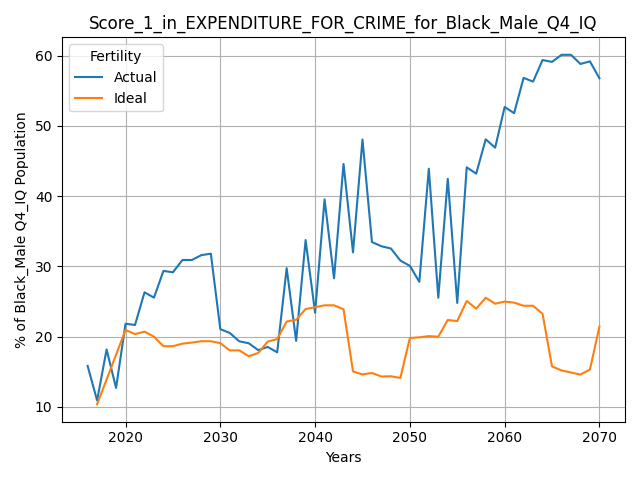 Score_1_in_EXPENDITURE_FOR_CRIME_for_Black_Male_Q4_IQ
Fertility
Actual
Ideal
% of Black_Male Q4_IQ Population
60
50
40
30
20
10
2020 2030 2040 2050 2060 2070
Years